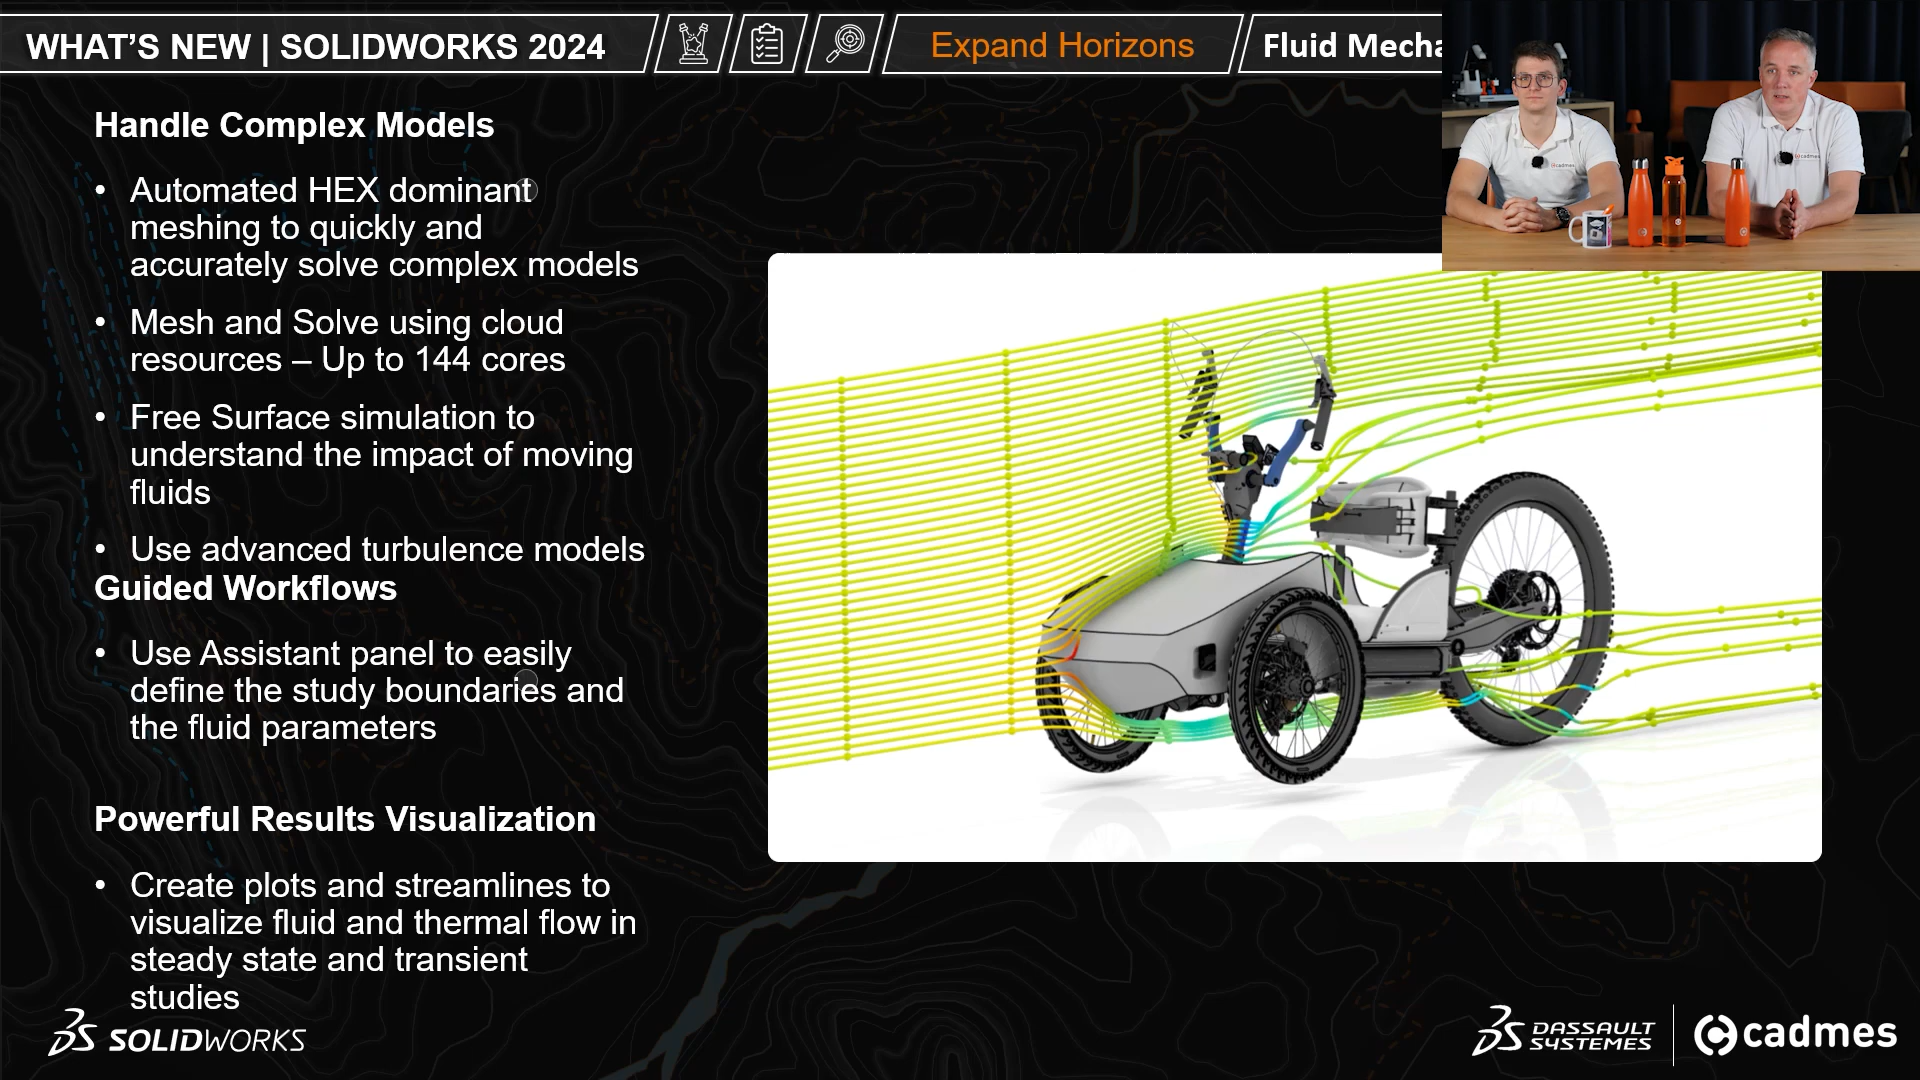 WHAT'S NEW | SOLIDWORKS 2024
Expand Horizons
Fluid Mecha
Handle Complex Models
• Automated HEX dominant
meshing to quickly and
accurately solve complex models
• Mesh and Solve using cloud
resources – Up to 144 cores
• Free Surface simulation to
understand the impact of moving
fluids
• Use advanced turbulence models
Guided Workflows
• Use Assistant panel to easily
define the study boundaries and
the fluid parameters
Powerful Results Visualization
• Create plots and streamlines to
visualize fluid and thermal flow in
steady state and transient
studies
SOLIDWORKS
DASSAULT
SYSTEMES
cadmes
cadmes
cadmes